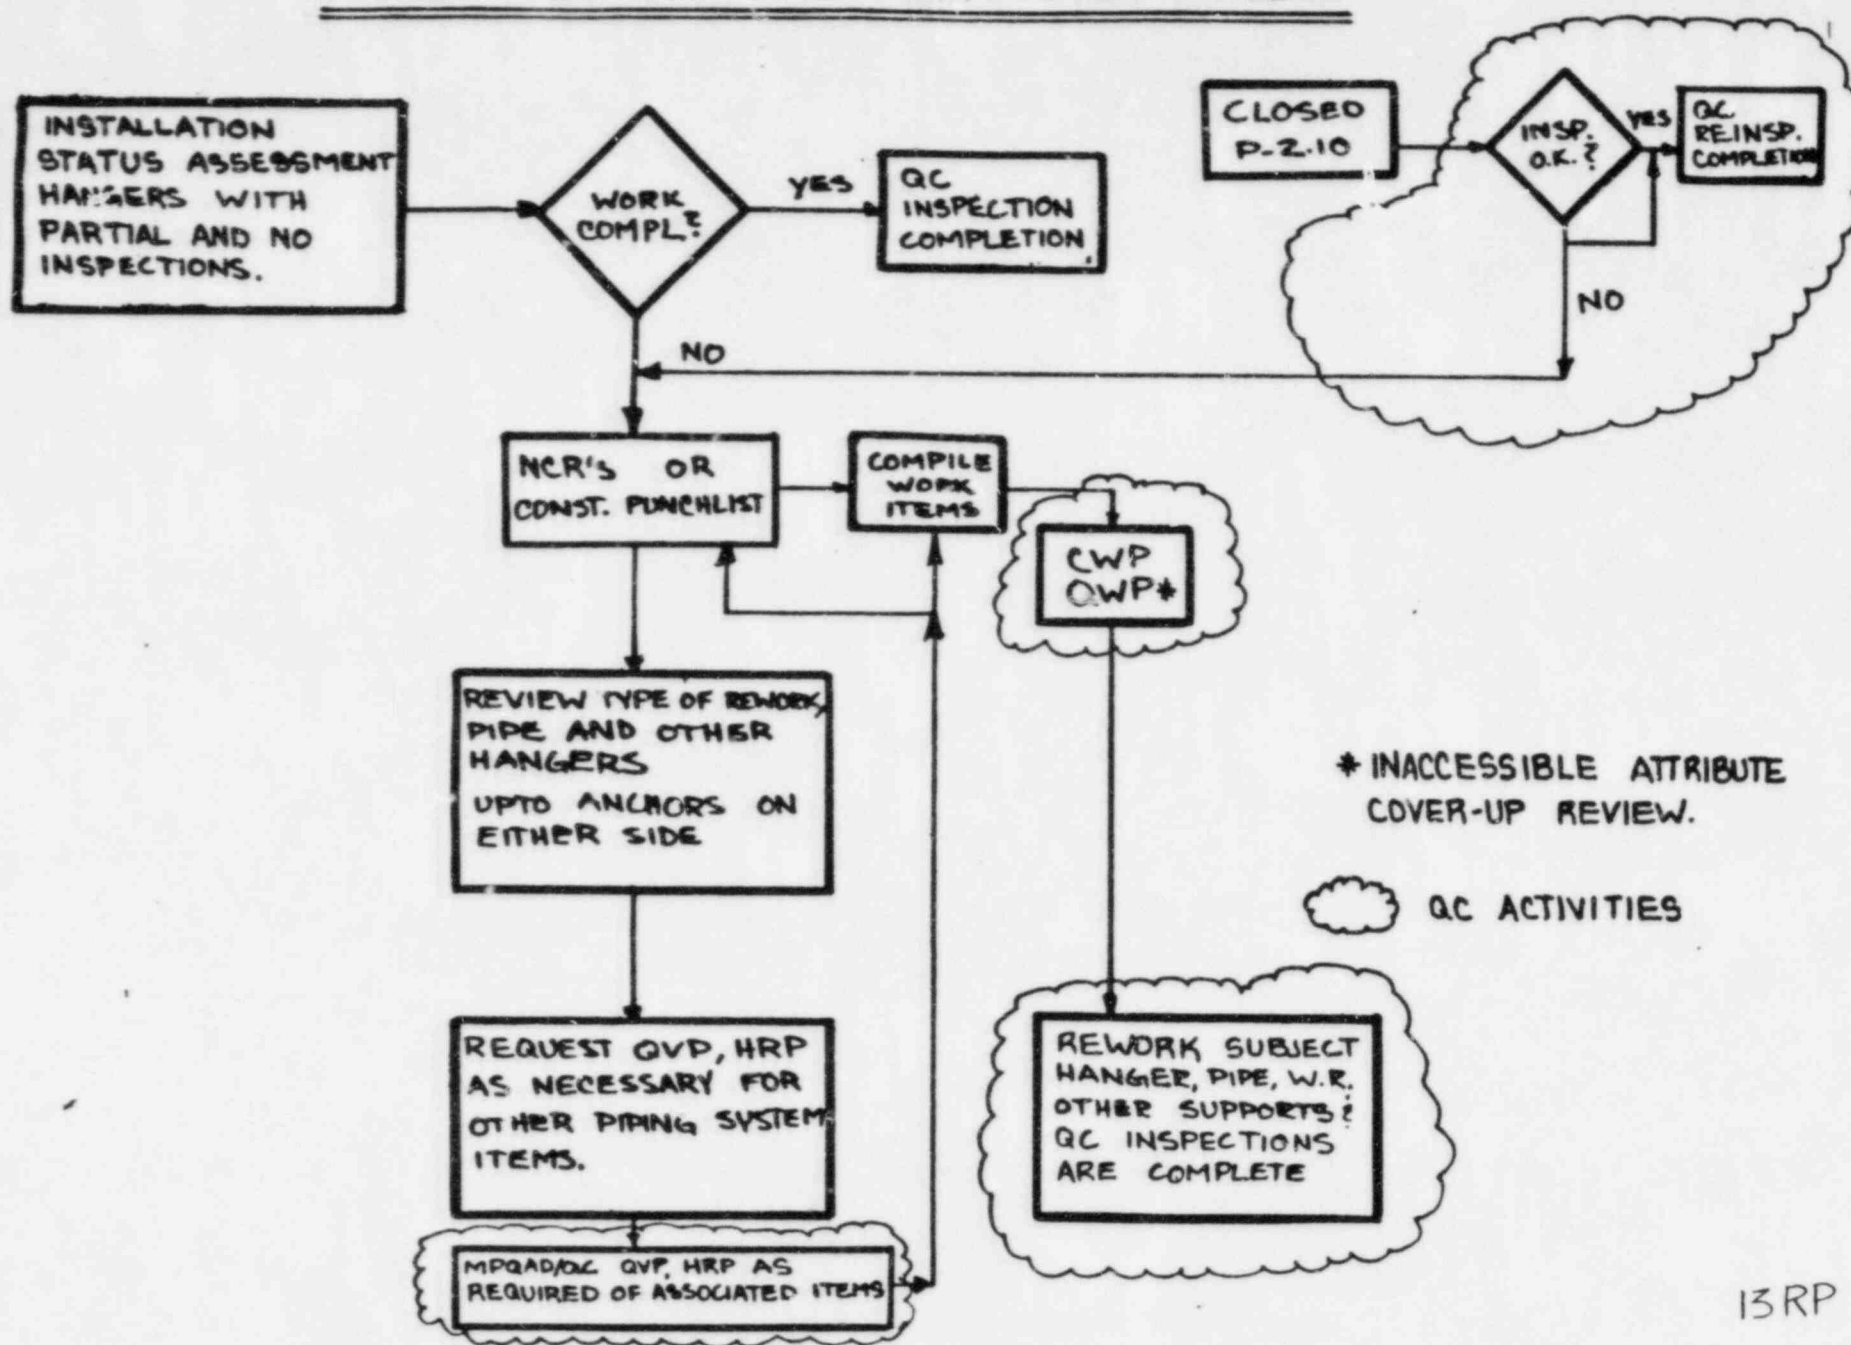 INSTALLATION
STATUS ASSESSMENT
HANGERS WITH
PARTIAL AND NO
INSPECTIONS.
WORK
COMPL?
YES
QC
INSPECTION
COMPLETION
CLOSED
P-2.10
INSP.
O.K.?
YES
QC
REINSP.
COMPLETION
NO
NO
NCR'S OR
CONST. PUNCHLIST
COMPILE
WORK
ITEMS
CWP
QWP*
REVIEW TYPE OF REWORK,
PIPE AND OTHER
HANGERS
UPTO ANCHORS ON
EITHER SIDE
* INACCESSIBLE ATTRIBUTE
COVER-UP REVIEW.
QC ACTIVITIES
REQUEST QVP, HRP
AS NECESSARY FOR
OTHER PIPING SYSTEM
ITEMS.
REWORK SUBJECT
HANGER, PIPE, W.R.
OTHER SUPPORTS &
QC INSPECTIONS
ARE COMPLETE
MPQAD/QC QVP, HRP AS
REQUIRED OF ASSOCIATED ITEMS
13RP